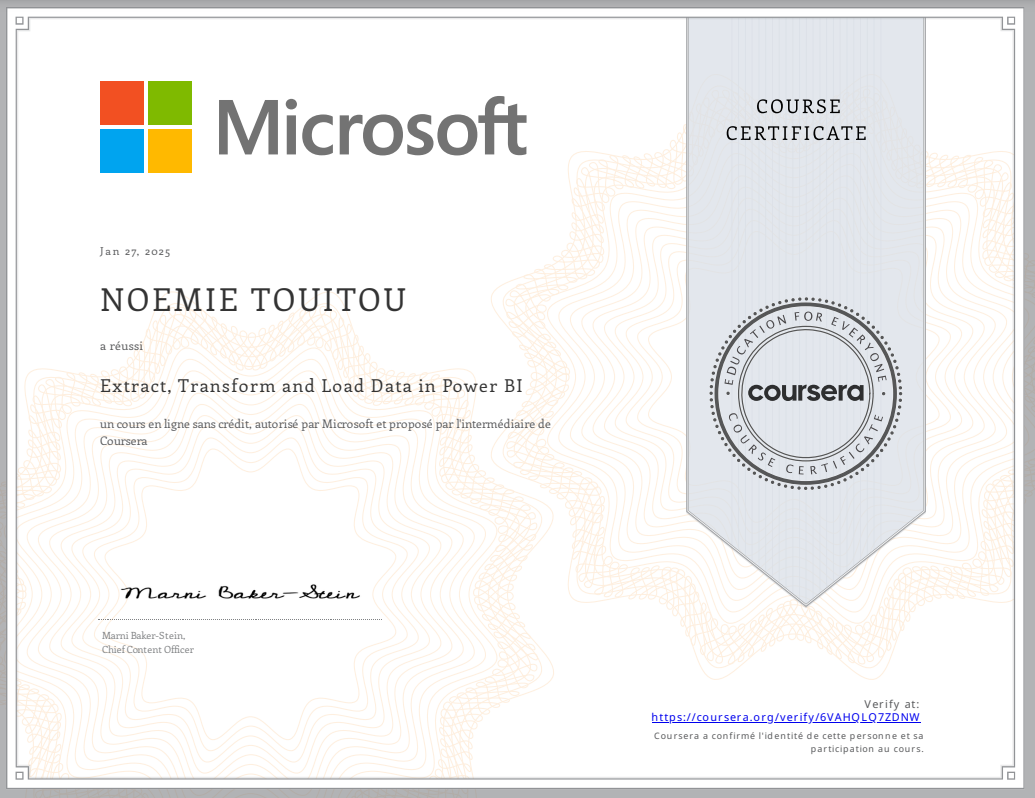 Microsoft
COURSE
CERTIFICATE
Jan 27, 2025
NOEMIE TOUITOU
a réussi
Extract, Transform and Load Data in Power BI
un cours en ligne sans crédit, autorisé par Microsoft et proposé par l'intermédiaire de
Coursera
EDUCATION FOR EVERYONE
coursera
COURSE CERTIFICATE
Marni Baker-Stein
Marni Baker-Stein,
Chief Content Officer
Verify at:
https://coursera.org/verify/6VAHQLQ7ZDNW
Coursera a confirmé l'identité de cette personne et sa
participation au cours.